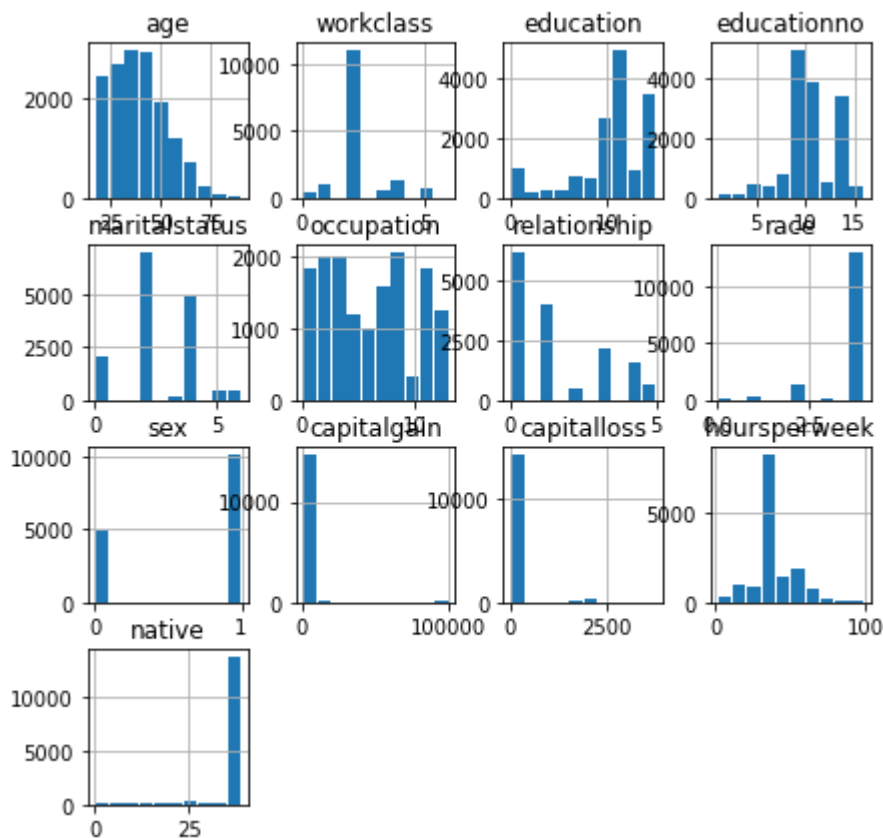 age workclass education educationno
2000 0 25 50 75
10000 5000 0 0 5
4000 2000 0 0 10
4000 2000 0 5 10 15
maritalstatus occupation relationship race
5000 2500 0 0 5
2000 1000 0 0 10
5000 2500 0 0 5
10000 5000 0 0.0 2.5
sex capitalgain capitalloss hoursperweek
10000 5000 0 0 1
10000 0 0 100000
10000 0 0 2500
5000 0 0 100
native
10000 5000 0 0 25